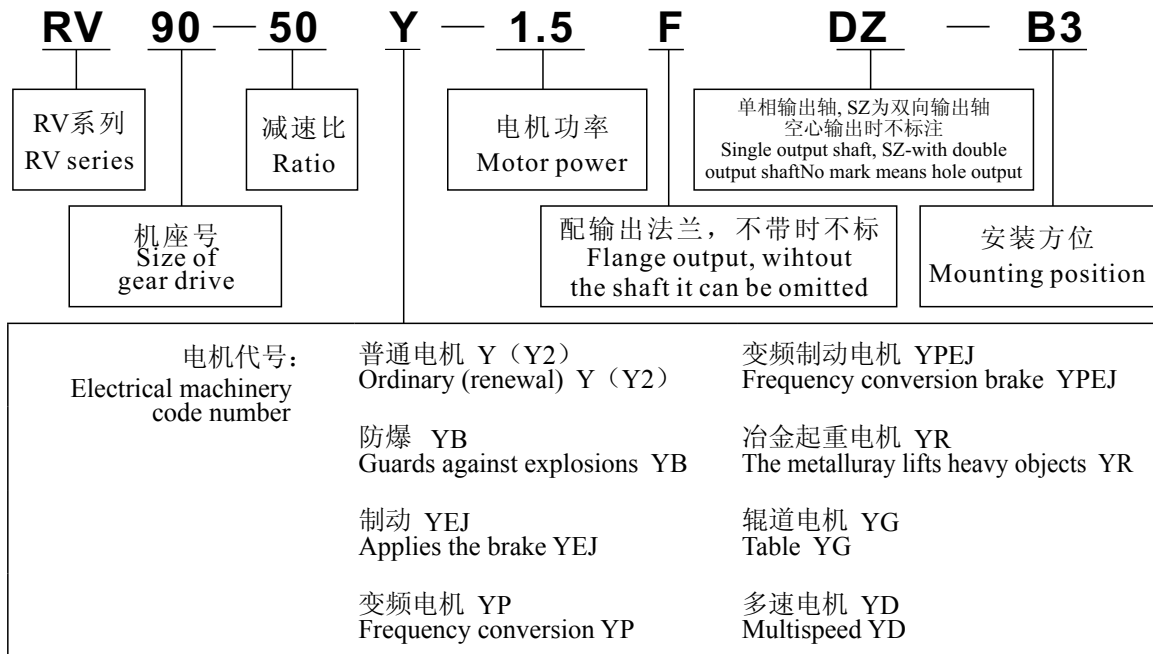 RV 90 — 50 Y — 1.5 F DZ — B3
RV系列
RV series
减速比
Ratio
电机功率
Motor power
单相输出轴, SZ为双向输出轴
空心输出时不标注
Single output shaft, SZ-with double
output shaftNo mark means hole output
机座号
Size of
gear drive
配输出法兰，不带时不标
Flange output, wihtout
the shaft it can be omitted
安装方位
Mounting position
电机代号：
Electrical machinery
code number
普通电机 Y（Y2）
Ordinary (renewal) Y（Y2）
防爆 YB
Guards against explosions YB
制动 YEJ
Applies the brake YEJ
变频电机 YP
Frequency conversion YP
变频制动电机 YPEJ
Frequency conversion brake YPEJ
冶金起重电机 YR
The metalluray lifts heavy objects YR
辊道电机 YG
Table YG
多速电机 YD
Multispeed YD